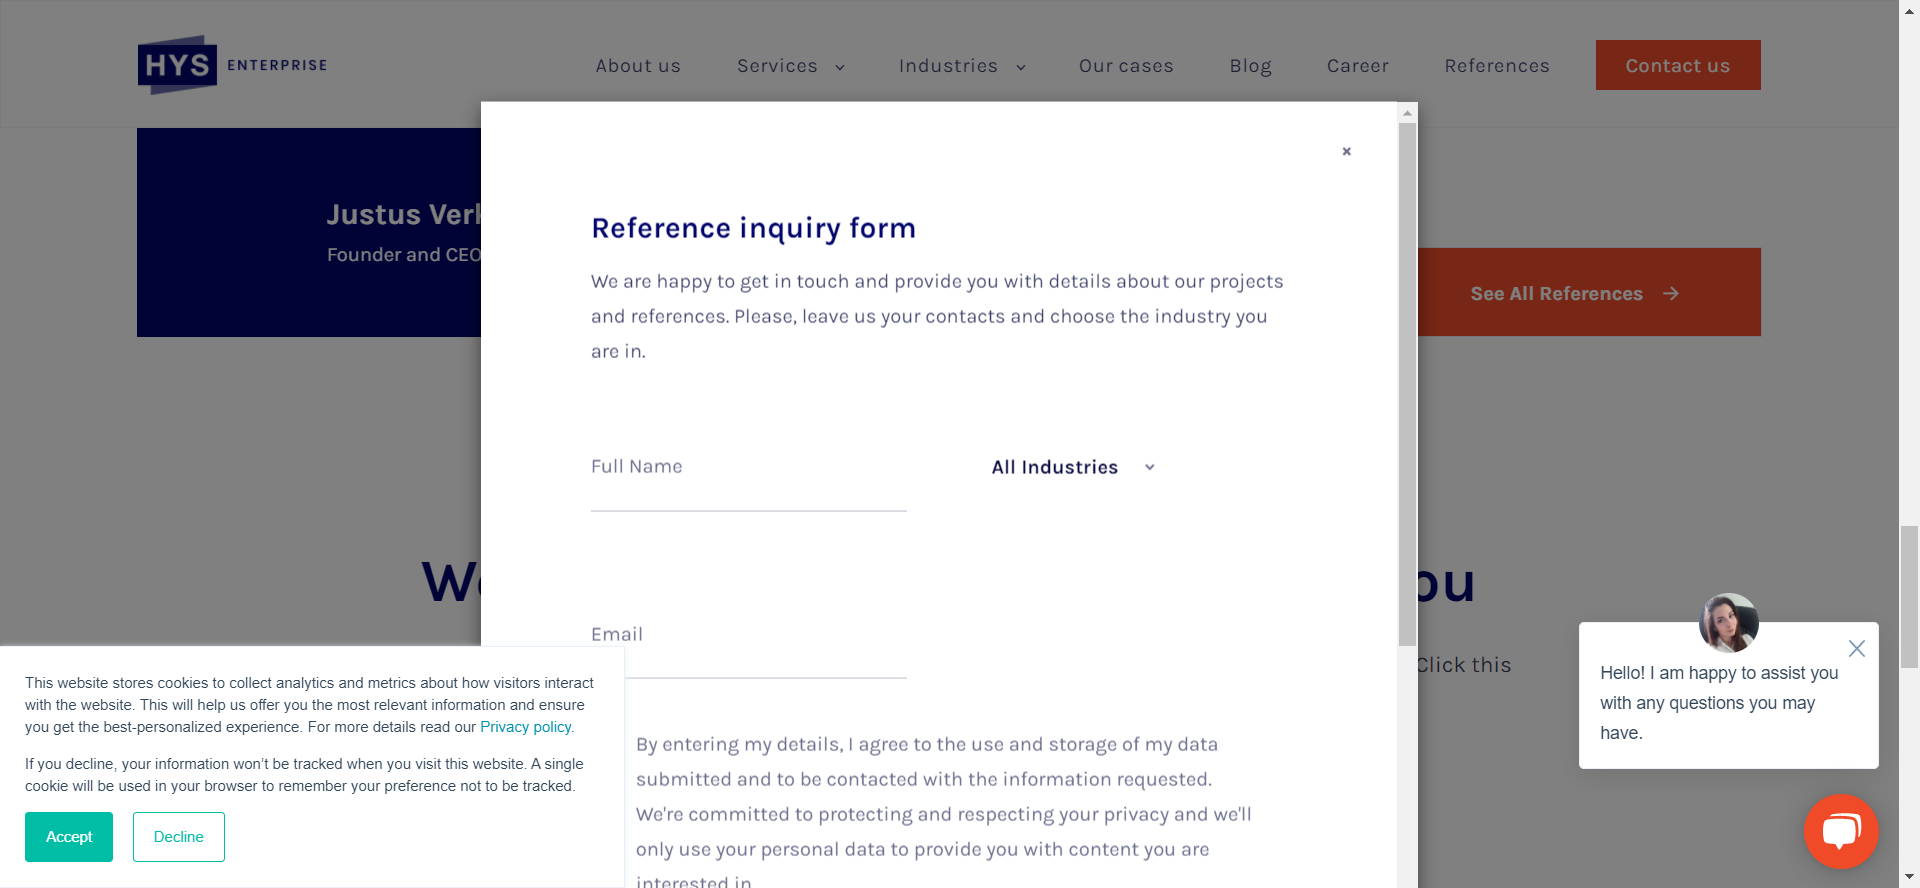 HYS ENTERPRISE
About us
Services
Industries
Our cases
Blog
Career
References
Contact us
Justus
Founder and CEO
See All References
Reference inquiry form
We are happy to get in touch and provide you with details about our projects
and references. Please, leave us your contacts and choose the industry you
are in.
Full Name
All Industries
Email
Click this
By entering my details, I agree to the use and storage of my data
submitted and to be contacted with the information requested.
We're committed to protecting and respecting your privacy and we'll
only use your personal data to provide you with content you are
interested in
This website stores cookies to collect analytics and metrics about how visitors interact
with the website. This will help us offer you the most relevant information and ensure
you get the best-personalized experience. For more details read our Privacy policy.
If you decline, your information won't be tracked when you visit this website. A single
cookie will be used in your browser to remember your preference not to be tracked.
Accept
Decline
Hello! I am happy to assist you
with any questions you may
have.